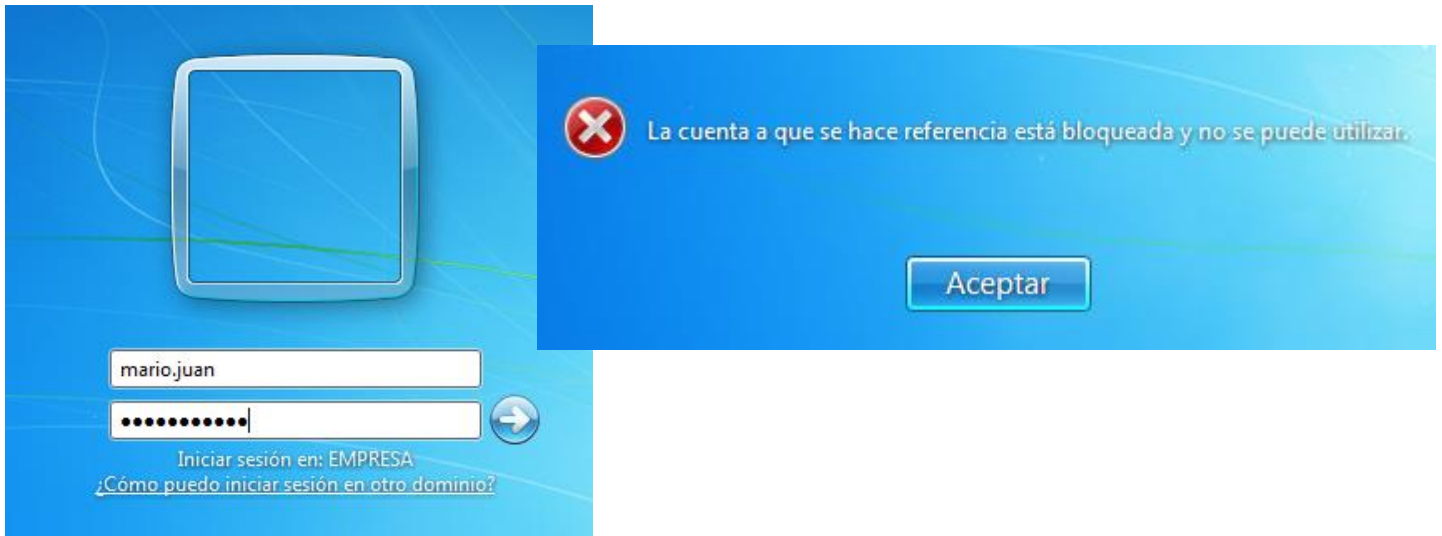 mario.juan
●●●●●●●●●●●
Iniciar sesión en: EMPRESA
¿Cómo puedo iniciar sesión en otro dominio?
La cuenta a que se hace referencia está bloqueada y no se puede utilizar.
Aceptar